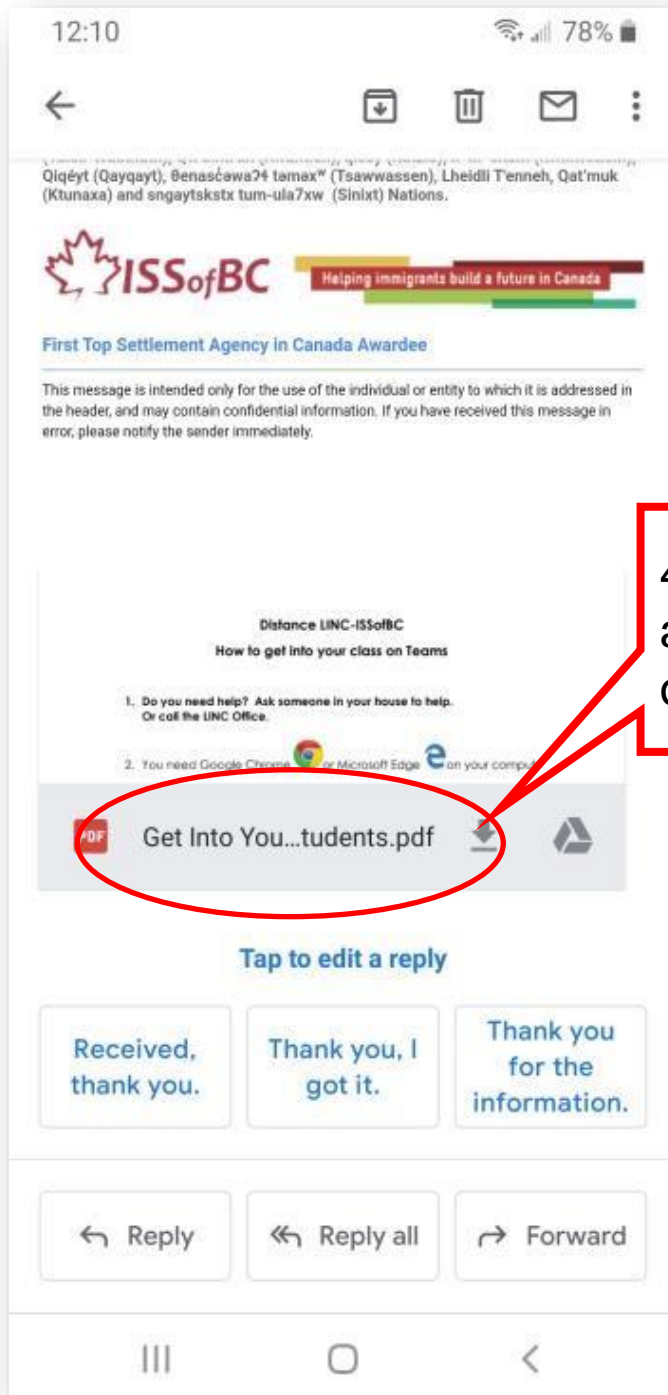 12:10
78%
Qiqéyt (Qayqayt),
(Tsawwassen), Lheidli T'enneh, Qat'muk
(Ktunaxa) and sngaytskstx tum-ula7xw (Sinixt) Nations.
ISSofBC
Helping immigrants build a future in Canada
First Top Settlement Agency in Canada Awardee
This message is intended only for the use of the individual or entity to which it is addressed in
the header, and may contain confidential information. If you have received this message in
error, please notify the sender immediately.
4
a
Distance LINC-ISSofBC
How to get into your class on Teams
1. Do you need help? Ask someone in your house to help.
Or call the LINC Office.
2. You need Google Chrome or Microsoft Edge on your
PDF
Get Into You...tudents.pdf
Tap to edit a reply
Received,
thank you.
Thank you, I
got it.
Thank you
for the
information.
Reply
Reply all
Forward